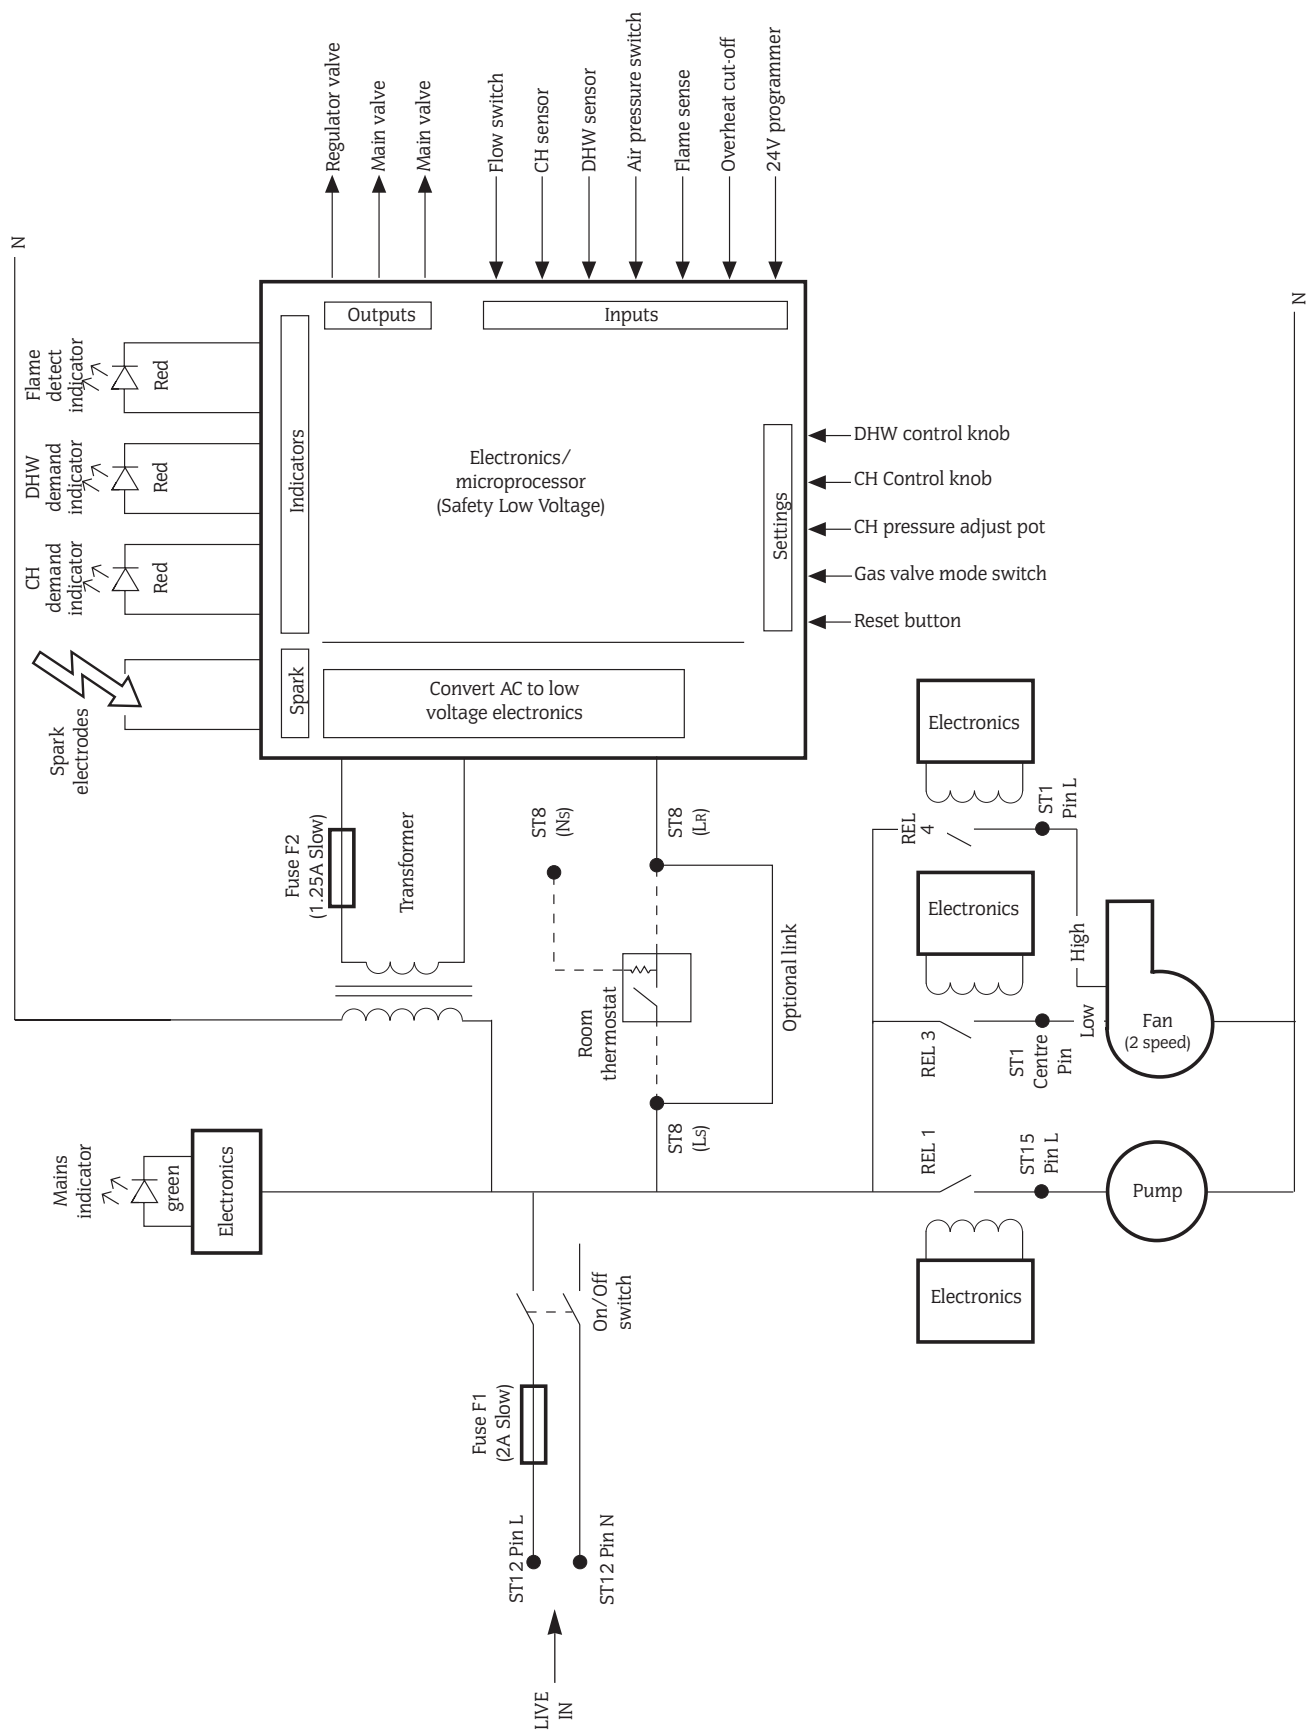 N
Regulator valve
Main valve
Main valve
Flow switch
CH sensor
DHW sensor
Air pressure switch
Flame sense
Overheat cut-off
24V programmer
Flame
detect
indicator
Red
DHW
demand
indicator
Red
CH
demand
indicator
Red
Spark
electrodes
Outputs
Inputs
Indicators
Electronics/
microprocessor
(Safety Low Voltage)
Settings
Spark
Convert AC to low
voltage electronics
DHW control knob
CH Control knob
CH pressure adjust pot
Gas valve mode switch
Reset button
N
Fuse F2
(1.25A Slow)
Transformer
ST8
(NS)
ST8
(LR)
Room
thermostat
Optional link
ST8
(LS)
Electronics
REL
4
ST1
Pin L
Electronics
High
REL 3
ST1
Centre
Pin
Low
Fan
(2 speed)
REL 1
ST15
Pin L
Pump
Electronics
Mains
indicator
green
Electronics
On/Off
switch
Fuse F1
(2A Slow)
ST12 Pin L
ST12 Pin N
LIVE
IN